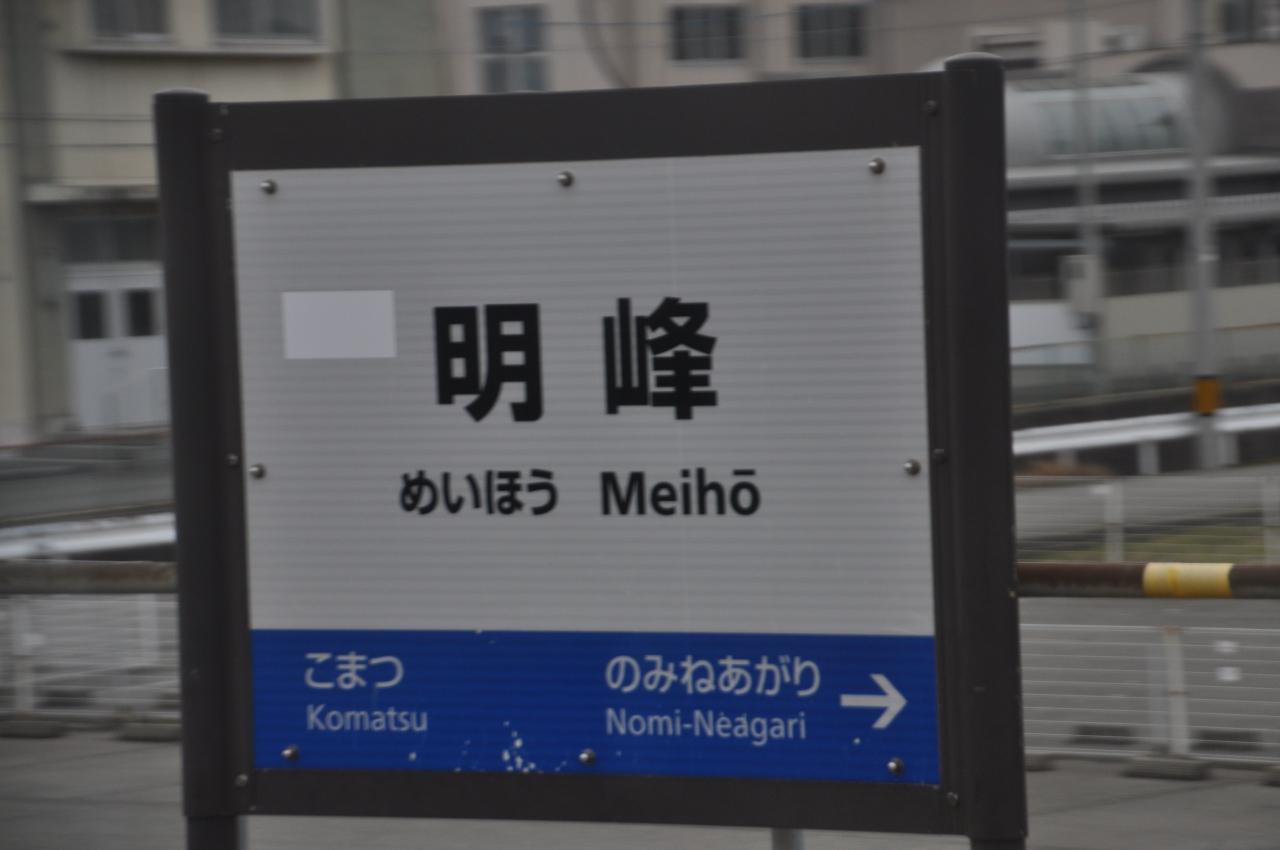 明峰
めいほう Meihō
こまつ のみねあがり →
Komatsu Nomi-Neagari